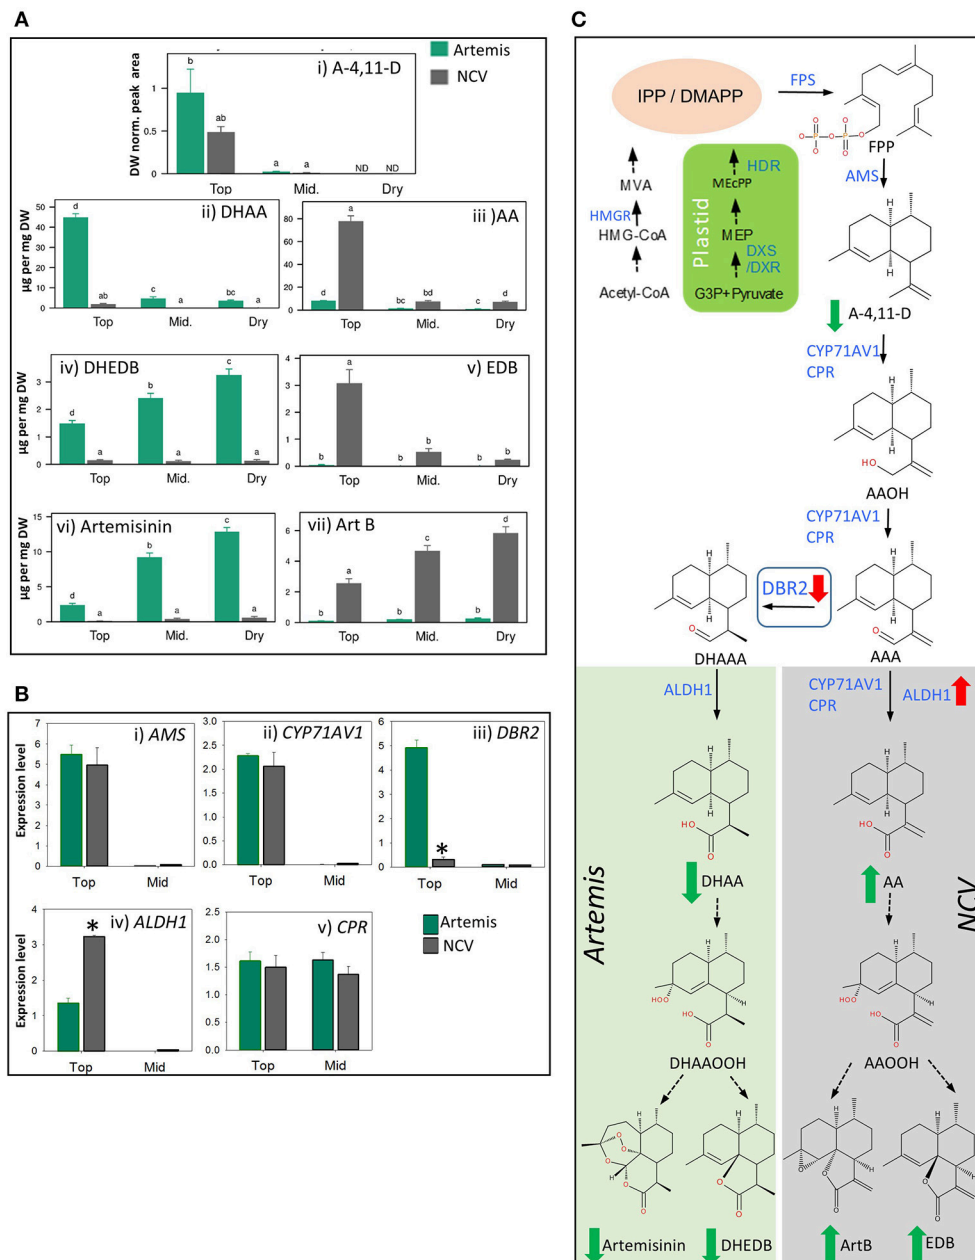 A
Artemis
NCV
i) A-4,11-D
DW norm. peak area
1
0.5
0
b
ab
a
a
ND
ND
Top
Mid.
Dry
ii) DHAA
µg per mg DW
50
40
30
20
10
0
d
ab
c
a
c
a
Top
Mid.
Dry
iii )AA
80
60
40
20
0
d
a
bc
b
c
b
Top
Mid.
Dry
iv) DHEDB
µg per mg DW
3
2
1
0
d
a
b
a
c
a
Top
Mid.
Dry
v) EDB
4
3
2
1
0
b
a
b
b
b
b
Top
Mid.
Dry
vi) Artemisinin
µg per mg DW
15
10
5
0
d
a
b
a
c
a
Top
Mid.
Dry
vii) Art B
6
4
2
0
b
a
b
c
b
d
Top
Mid.
Dry
B
i) AMS
Expression level
7
6
5
4
3
2
1
0
Top
Mid
ii) CYP71AV1
3.0
2.5
2.0
1.5
1.0
0.5
0.0
Top
Mid
iii) DBR2
6
5
4
3
2
1
0
*
Top
Mid
iv) ALDH1
Expression level
4
3
2
1
0
*
Top
Mid
v) CPR
2.5
2.0
1.5
1.0
0.5
0.0
Top
Mid
Artemis
NCV
C
IPP / DMAPP
FPS
FPP
MVA
HMGR
HMG-CoA
Acetyl-CoA
Plastid
HDR
MEcPP
MEP
DXS
/DXR
G3P+Pyruvate
AMS
A-4,11-D
CYP71AV1
CPR
HO
AAOH
CYP71AV1
CPR
DBR2
DHAAA
AAA
ALDH1
CYP71AV1
CPR
ALDH1
Artemis
NCV
DHAA
AA
DHAAOOH
AAOOH
Artemisinin
DHEDB
ArtB
EDB